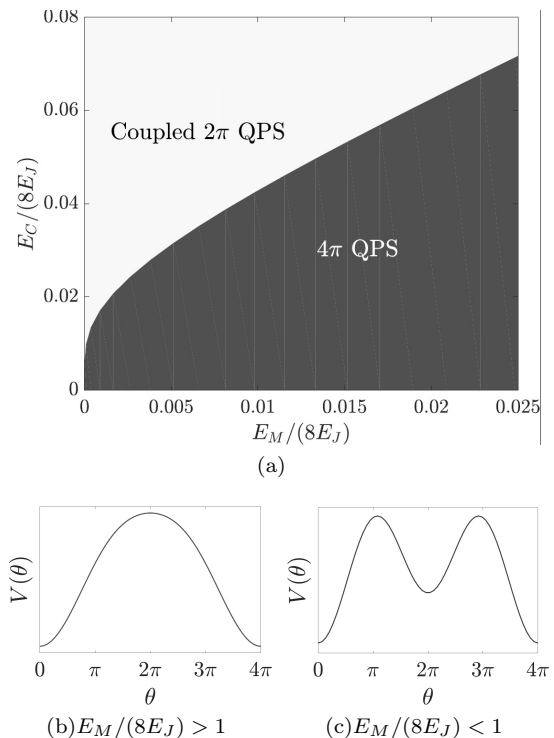 0.08
0.06
0.04
0.02
0
E_C/(8E_J)
Coupled 2π QPS
4π QPS
0 0.005 0.01 0.015 0.02 0.025
E_M/(8E_J)
(a)
V(θ)
0 π 2π 3π 4π
θ
(b)E_M/(8E_J) > 1
V(θ)
0 π 2π 3π 4π
θ
(c)E_M/(8E_J) < 1